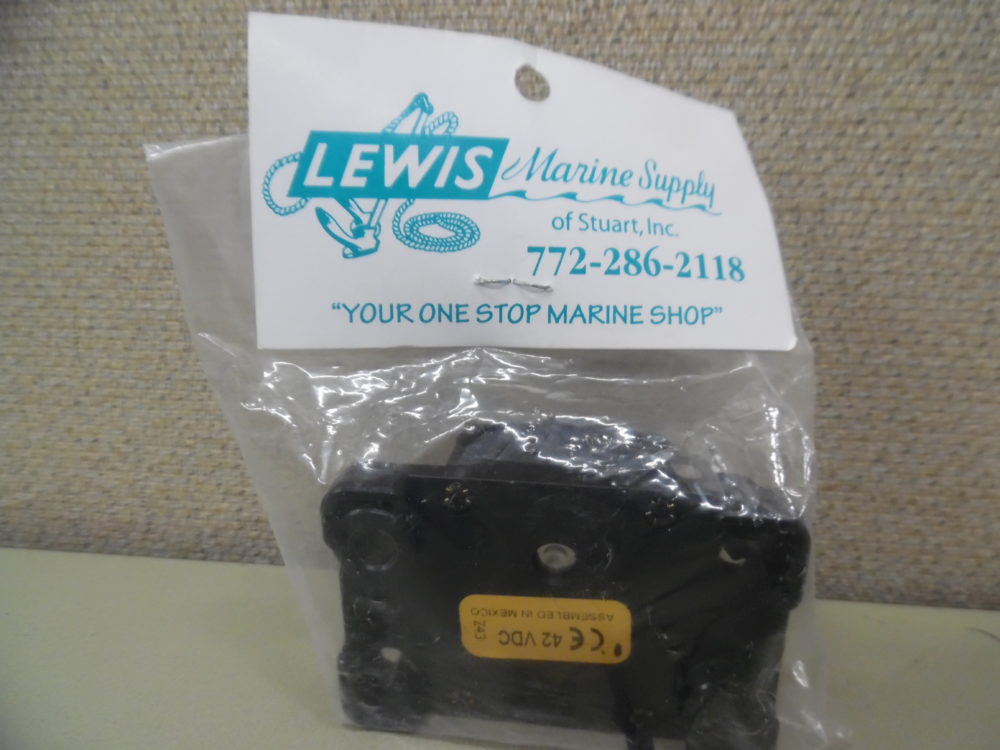 LEWIS Marine Supply
of Stuart, Inc.
772-286-2118
"YOUR ONE STOP MARINE SHOP"
CE 42 VDC
743
ASSEMBLED IN MEXICO